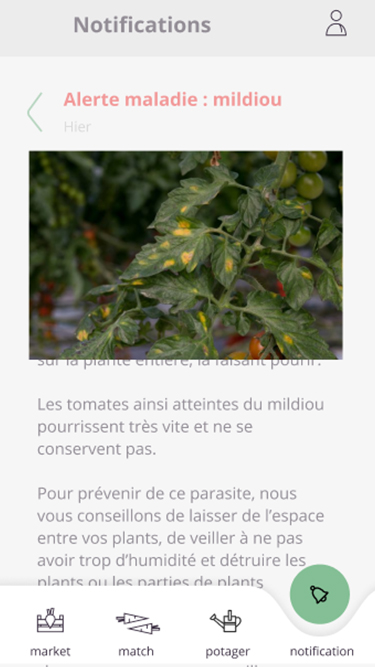 Notifications
Alerte maladie : mildiou
Hier
sur la plante entière, la faisant pourrir.
Les tomates ainsi atteintes du mildiou
pourrissent très vite et ne se
conservent pas.
Pour prévenir de ce parasite, nous
vous conseillons de laisser de l'espace
entre vos plants, de veiller à ne pas
avoir trop d'humidité et détruire les
plants ou les parties de plants
market
match
potager
notification